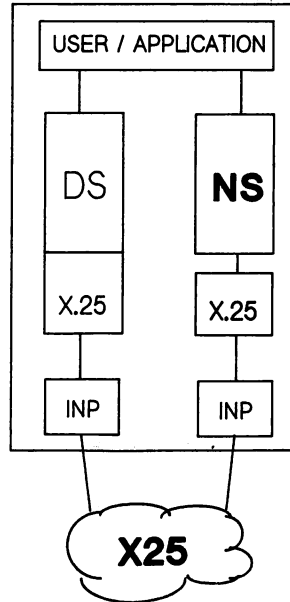 USER / APPLICATION
DS
NS
X.25
X.25
INP
INP
X25